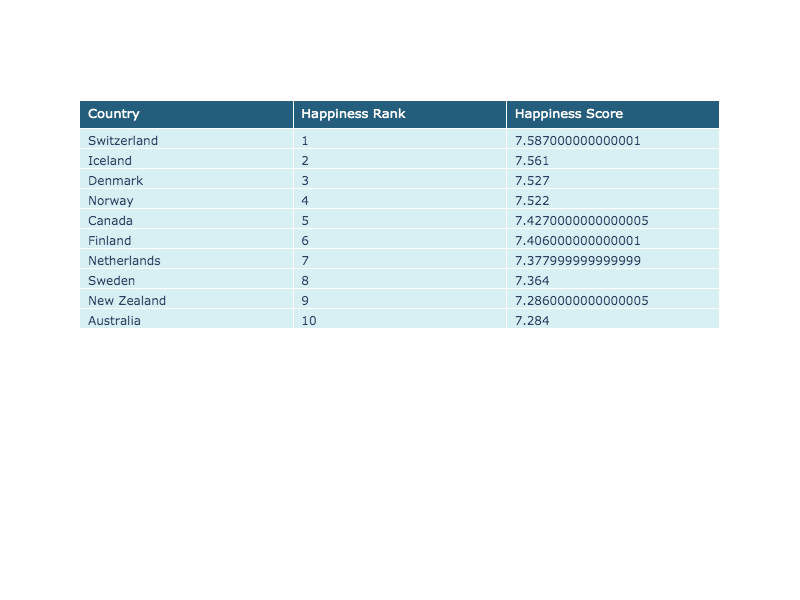 Country Happiness Rank Happiness Score
Switzerland 1 7.587000000000001
Iceland 2 7.561
Denmark 3 7.527
Norway 4 7.522
Canada 5 7.4270000000000005
Finland 6 7.406000000000001
Netherlands 7 7.377999999999999
Sweden 8 7.364
New Zealand 9 7.2860000000000005
Australia 10 7.284